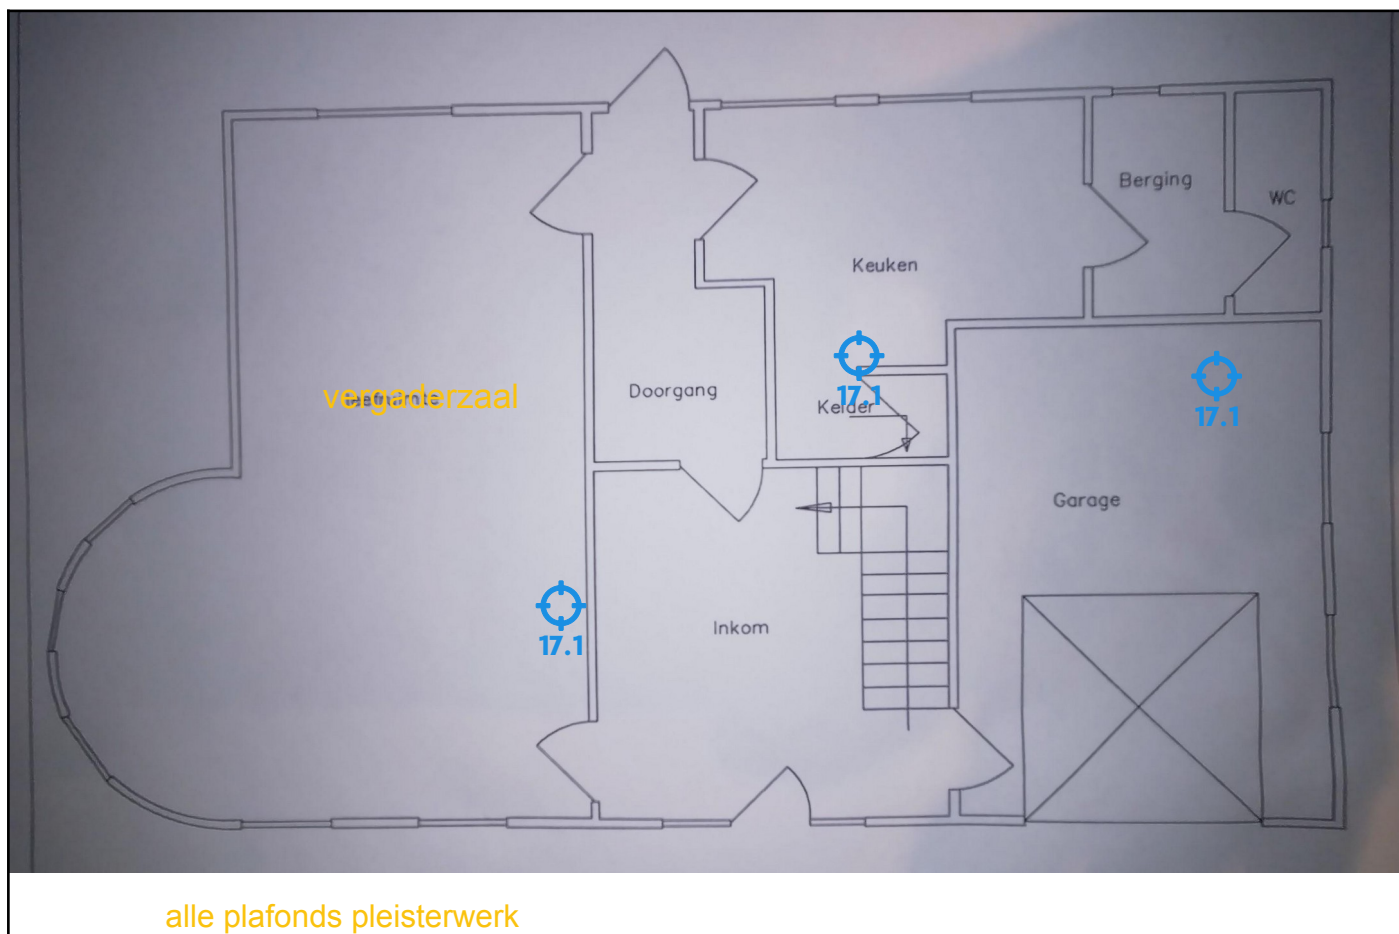 Berging
WC
Keuken
17.1
17.1
Doorgang
vergaderzaal
Kelder
Garage
Inkom
17.1
alle plafonds pleisterwerk